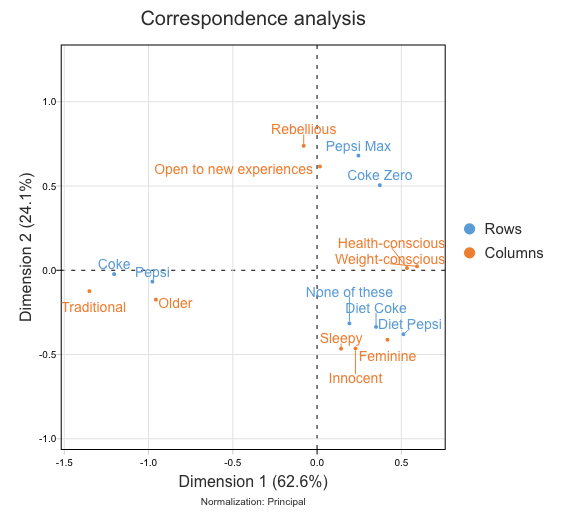 Correspondence analysis
Rebellious
Pepsi Max
Open to new experiences
Coke Zero
Health-conscious
Weight-conscious
Coke
Pepsi
None of these
Traditional
Older
Diet Coke
Diet Pepsi
Sleepy
Feminine
Innocent
Rows
Columns
1.0
0.5
0.0
-0.5
-1.0
Dimension 2 (24.1%)
-1.5
-1.0
-0.5
0.0
0.5
Dimension 1 (62.6%)
Normalization: Principal